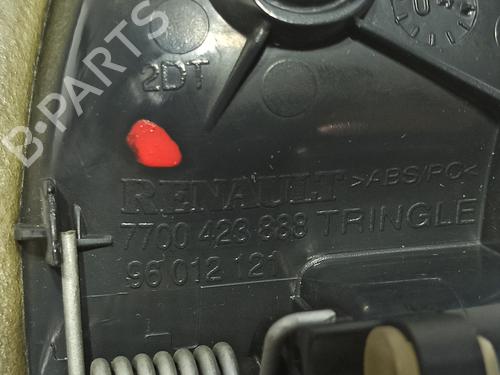 B-PARTS
2DT
RENAULT >ABS/PC<
7700 423 888 TRINGLE
96 012 121